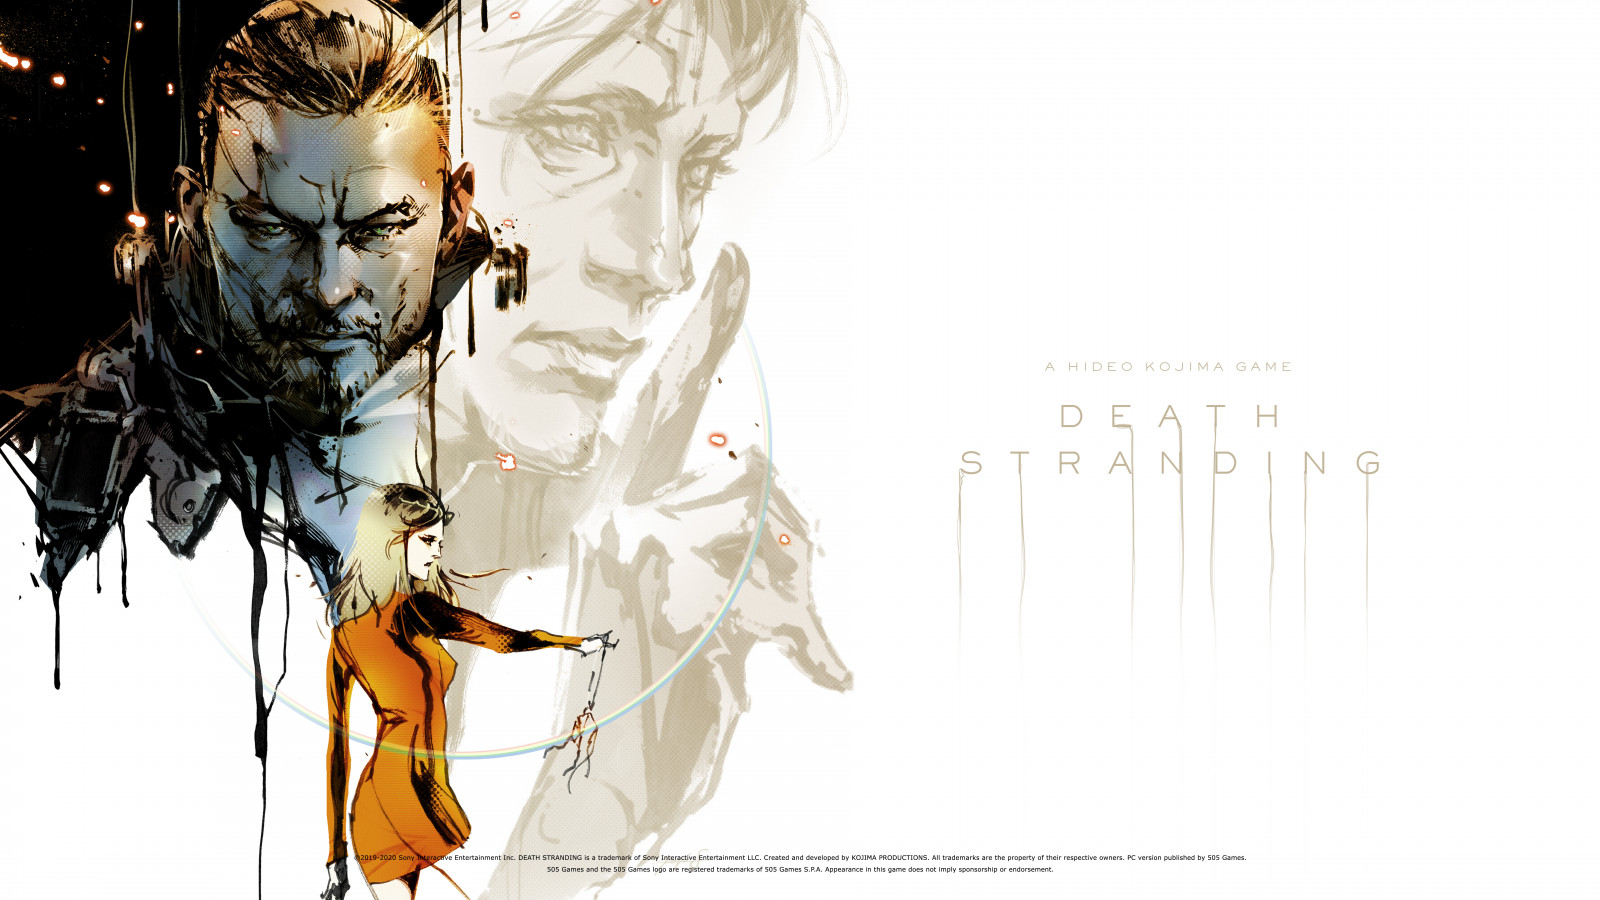 A HIDEO KOJIMA GAME
DEATH
STRANDING
©2019-2020 Sony Interactive Entertainment Inc. DEATH STRANDING is a trademark of Sony Interactive Entertainment LLC. Created and developed by KOJIMA PRODUCTIONS. All trademarks are the property of their respective owners. PC version published by 505 Games.
505 Games and the 505 Games logo are registered trademarks of 505 Games S.P.A. Appearance in this game does not imply sponsorship or endorsement.